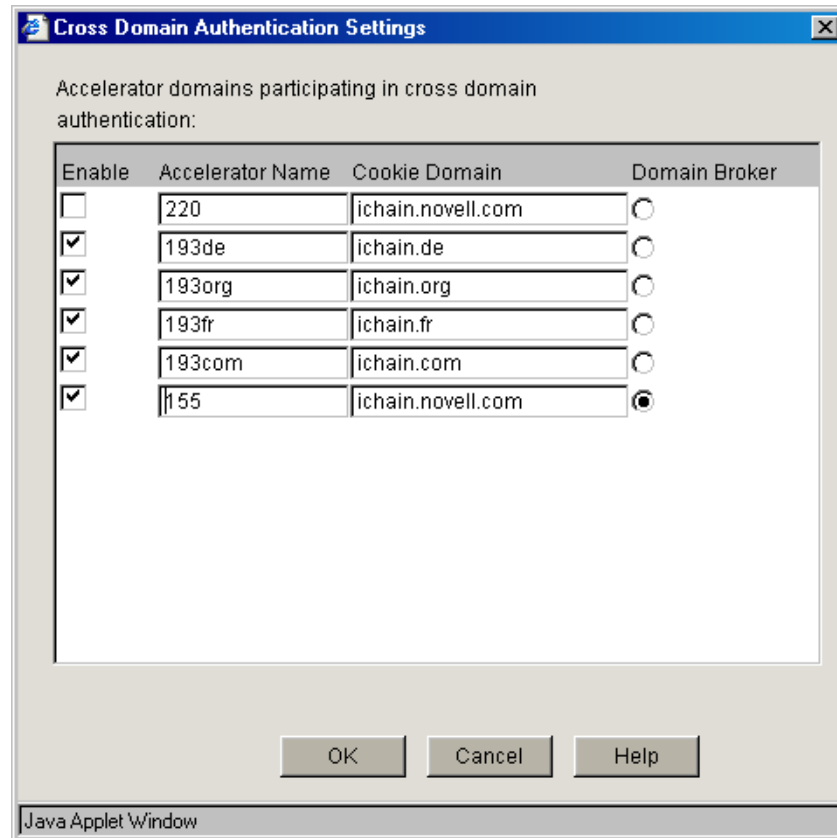 Cross Domain Authentication Settings
Accelerator domains participating in cross domain
authentication:
Enable Accelerator Name Cookie Domain Domain Broker
220 ichain.novell.com
193de ichain.de
193org ichain.org
193fr ichain.fr
193com ichain.com
155 ichain.novell.com
OK Cancel Help
Java Applet Window